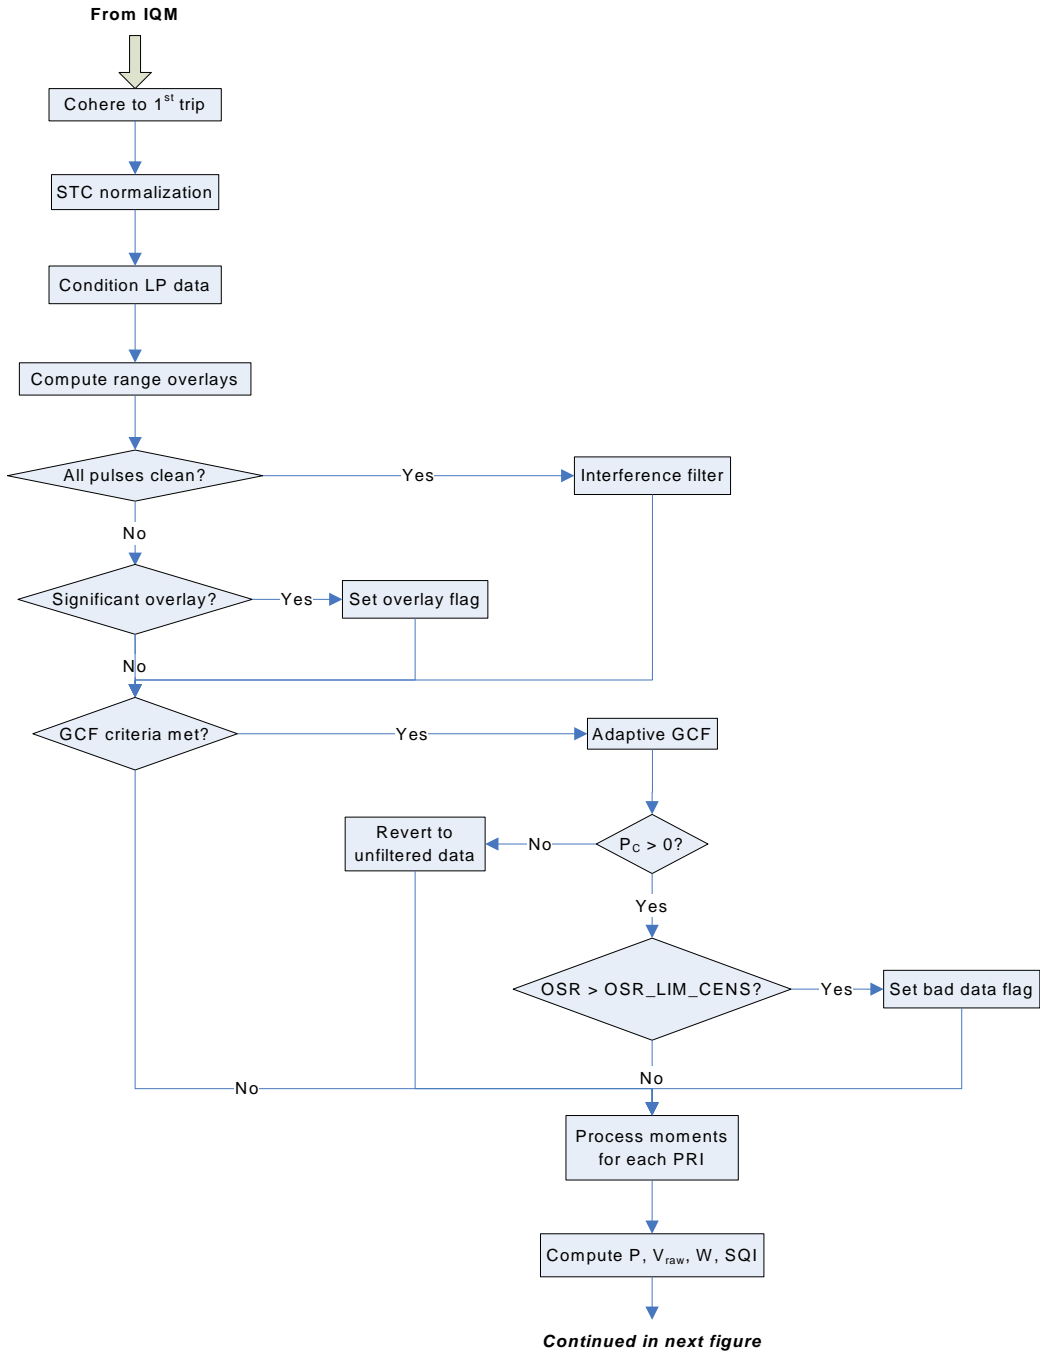 From IQM
Cohere to 1st trip
STC normalization
Condition LP data
Compute range overlays
All pulses clean?
Yes
Interference filter
No
Significant overlay?
Yes
Set overlay flag
No
GCF criteria met?
Yes
Adaptive GCF
Revert to
unfiltered data
No
PC > 0?
Yes
OSR > OSR_LIM_CENS?
Yes
Set bad data flag
No
No
Process moments
for each PRI
Compute P, Vraw, W, SQI
Continued in next figure